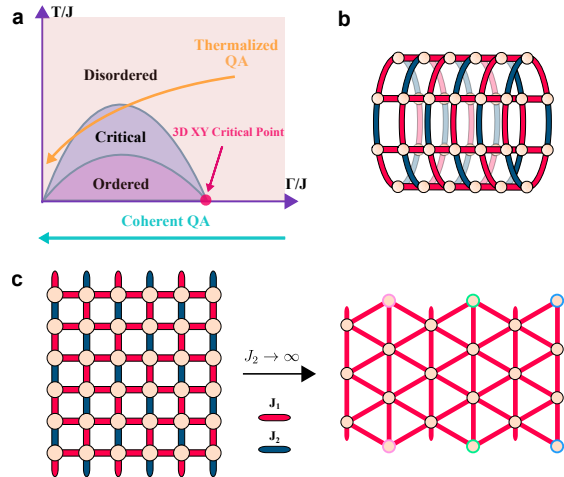 a
T/J
Thermalized
QA
Disordered
Critical
3D XY Critical Point
Ordered
Γ/J
Coherent QA
b
c
J₂ → ∞
J₁
J₂